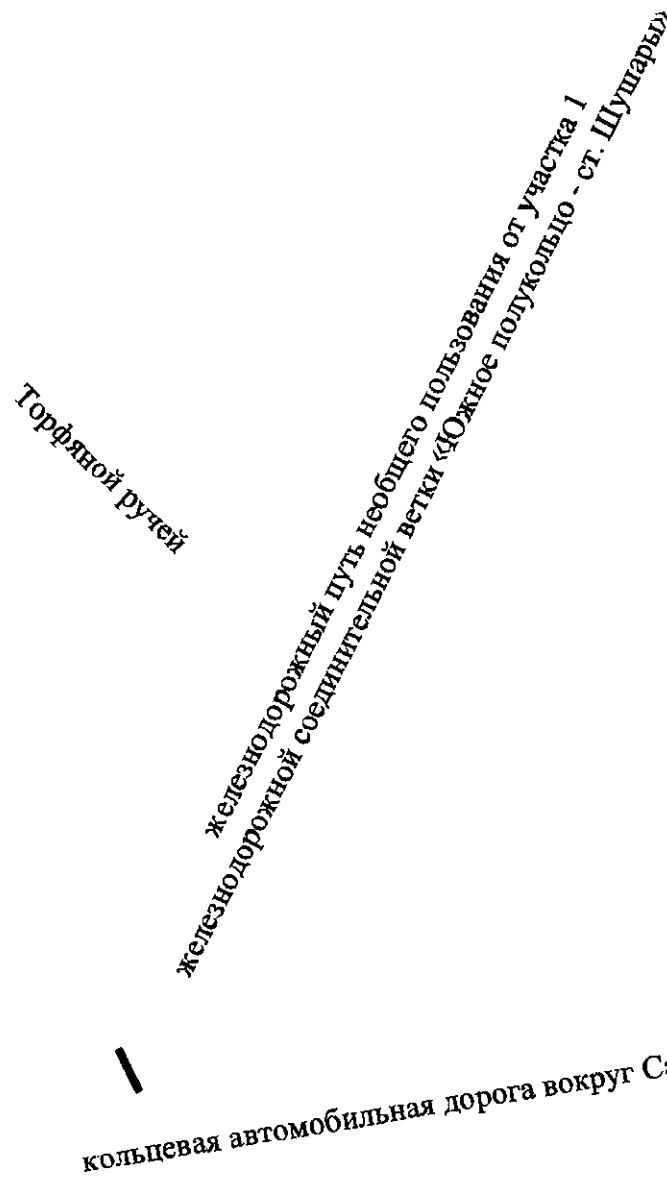 железнодорожный путь необщего пользования от участка 1
железнодорожной соединительной ветки «Южное полукольцо - ст. Шушары»
Торфяной ручей
кольцевая автомобильная дорога вокруг